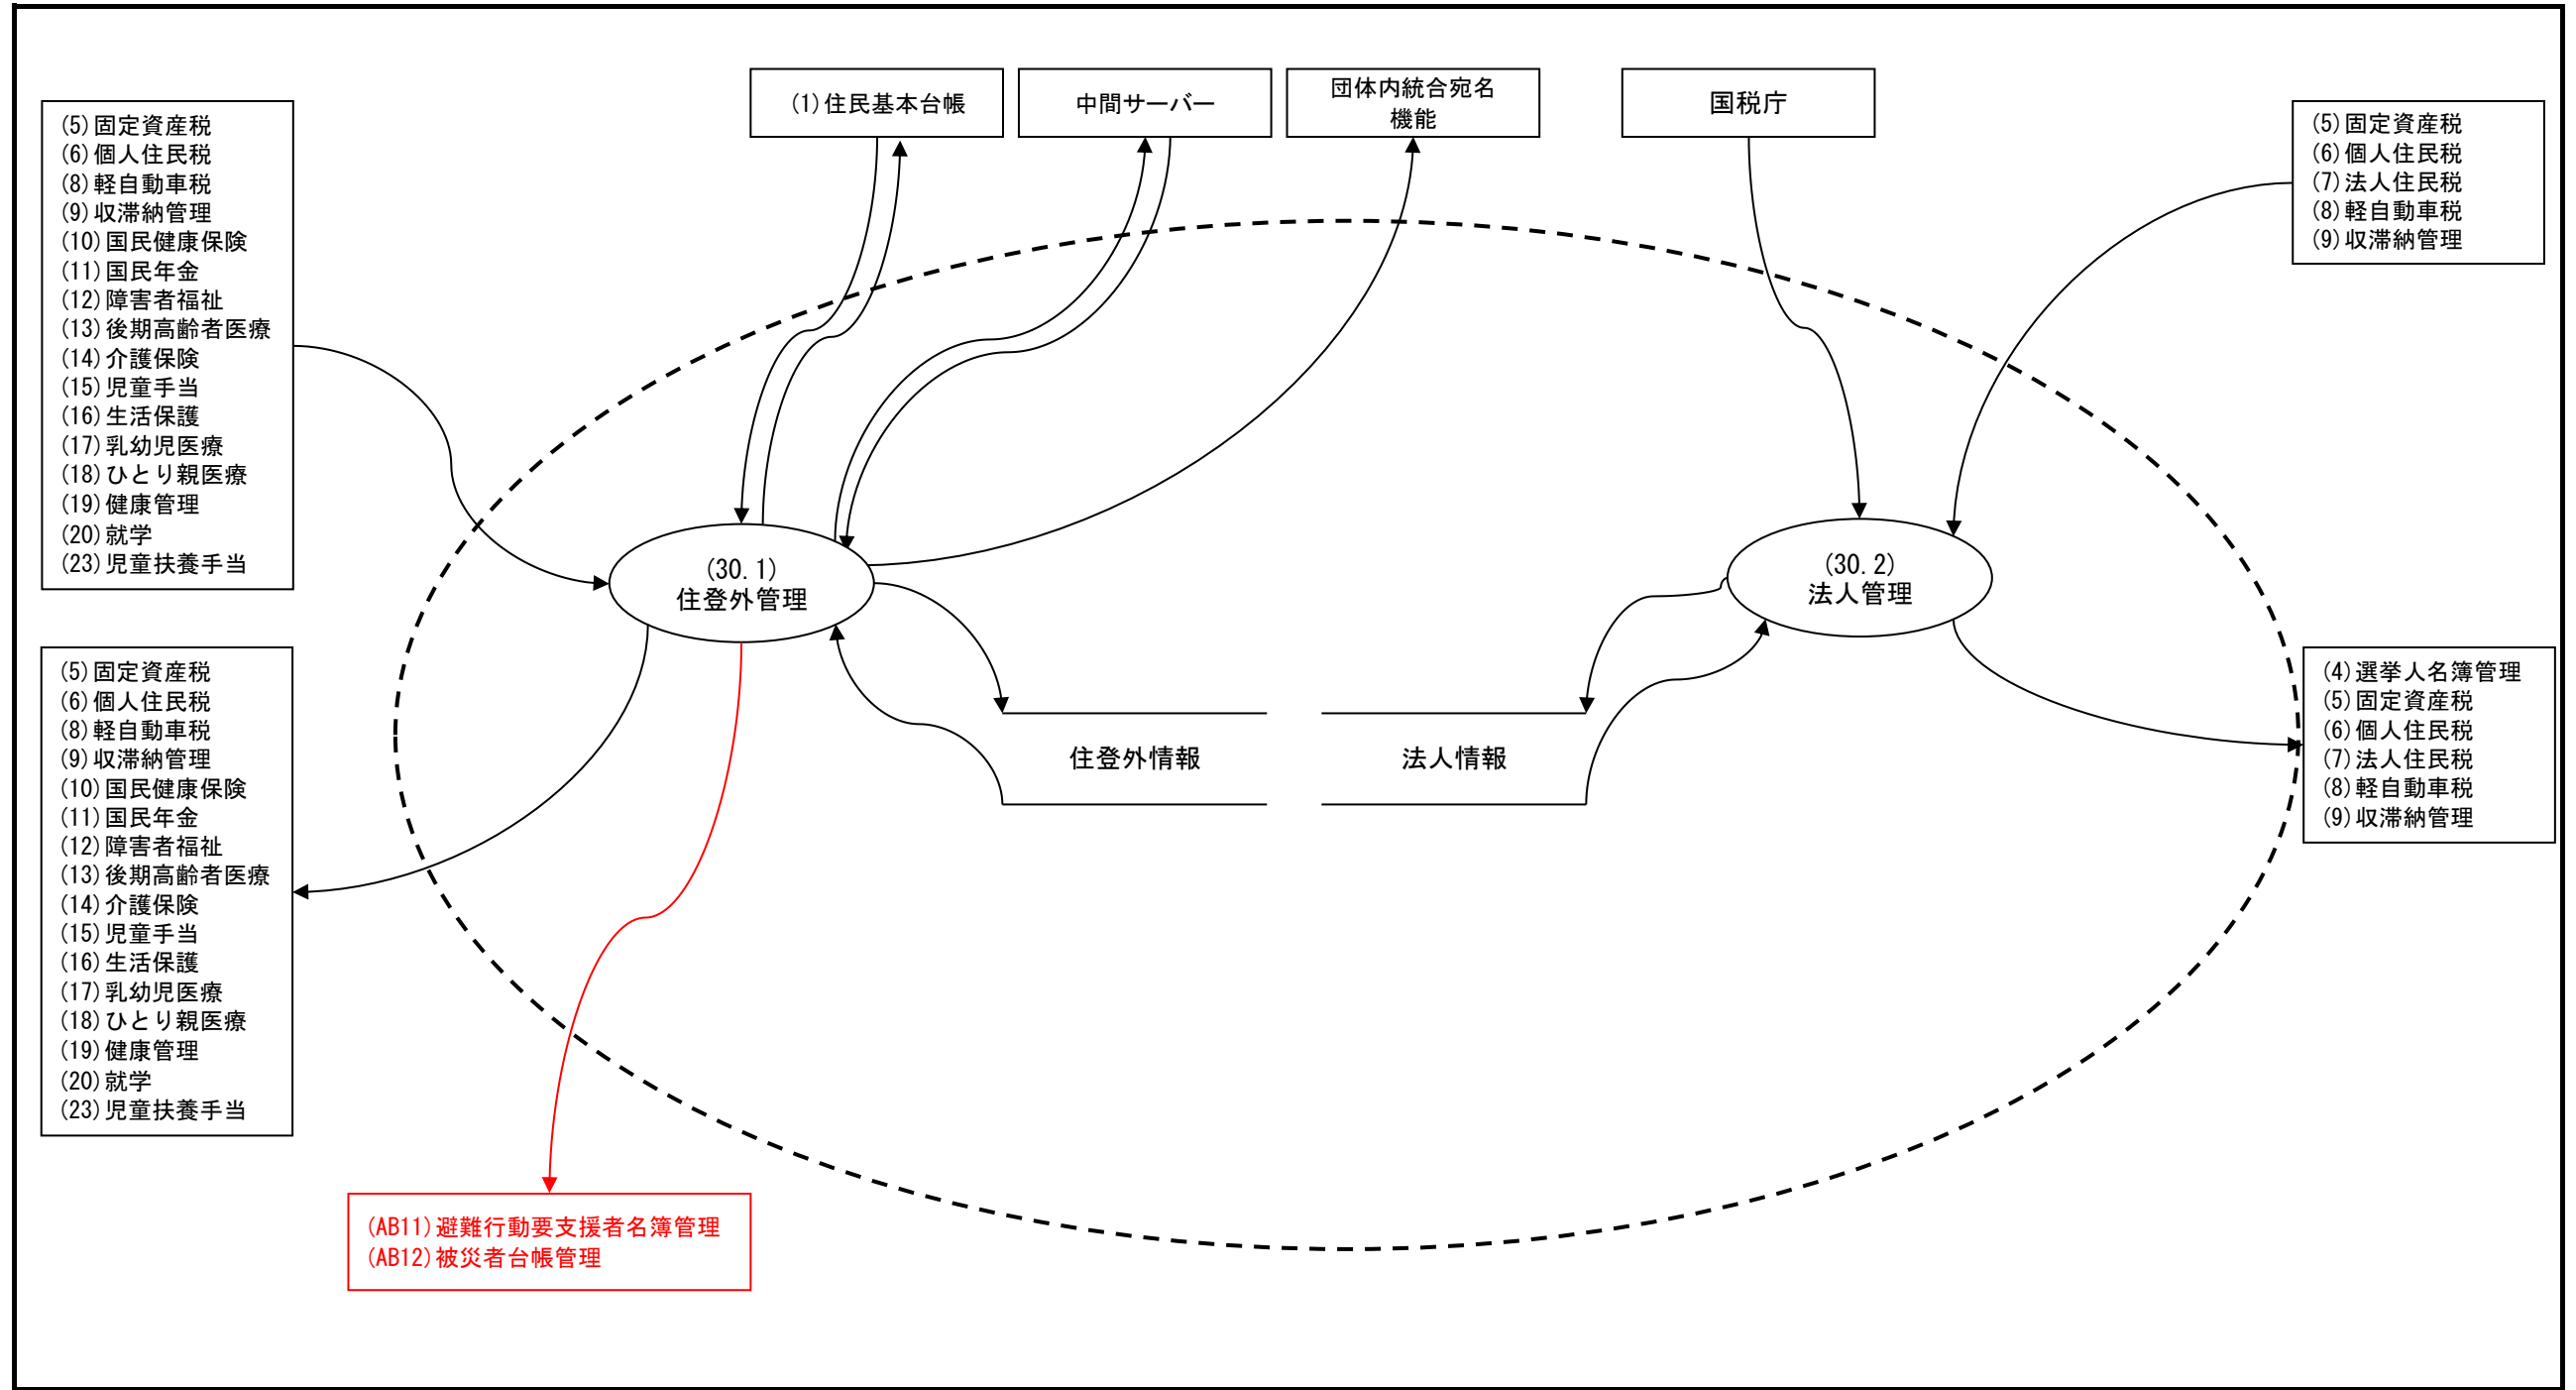 (1)住民基本台帳
中間サーバー
団体内統合宛名
機能
国税庁
(5)固定資産税
(6)個人住民税
(8)軽自動車税
(9)収滞納管理
(10)国民健康保険
(11)国民年金
(12)障害者福祉
(13)後期高齢者医療
(14)介護保険
(15)児童手当
(16)生活保護
(17)乳幼児医療
(18)ひとり親医療
(19)健康管理
(20)就学
(23)児童扶養手当
(5)固定資産税
(6)個人住民税
(7)法人住民税
(8)軽自動車税
(9)収滞納管理
(30.1)
住登外管理
(30.2)
法人管理
(5)固定資産税
(6)個人住民税
(8)軽自動車税
(9)収滞納管理
(10)国民健康保険
(11)国民年金
(12)障害者福祉
(13)後期高齢者医療
(14)介護保険
(15)児童手当
(16)生活保護
(17)乳幼児医療
(18)ひとり親医療
(19)健康管理
(20)就学
(23)児童扶養手当
住登外情報
法人情報
(4)選挙人名簿管理
(5)固定資産税
(6)個人住民税
(7)法人住民税
(8)軽自動車税
(9)収滞納管理
(AB11)避難行動要支援者名簿管理
(AB12)被災者台帳管理